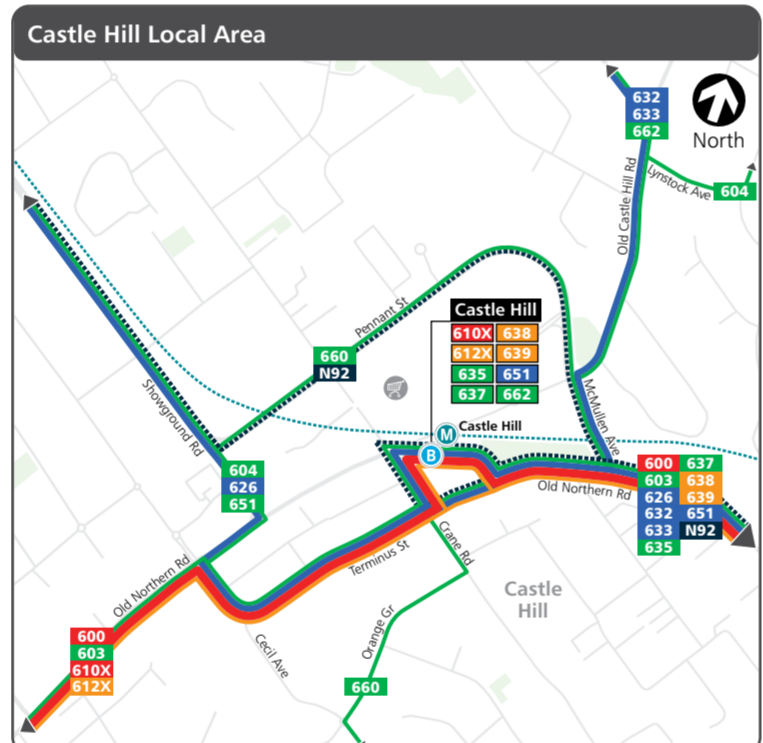 Castle Hill Local Area
632
633
662
North
Old Castle Hill Rd
Lynstock Ave
604
Pennant St
660
N92
Castle Hill
610X 638
612X 639
635 651
637 662
Showground Rd
McMullen Ave
M Castle Hill
B
604
626
651
Old Northern Rd
600 637
603 638
626 639
632 651
633 N92
635
Crane Rd
Terminus St
Old Northern Rd
Castle
Hill
Orange Gr
Cecil Ave
600
603
610X
612X
660